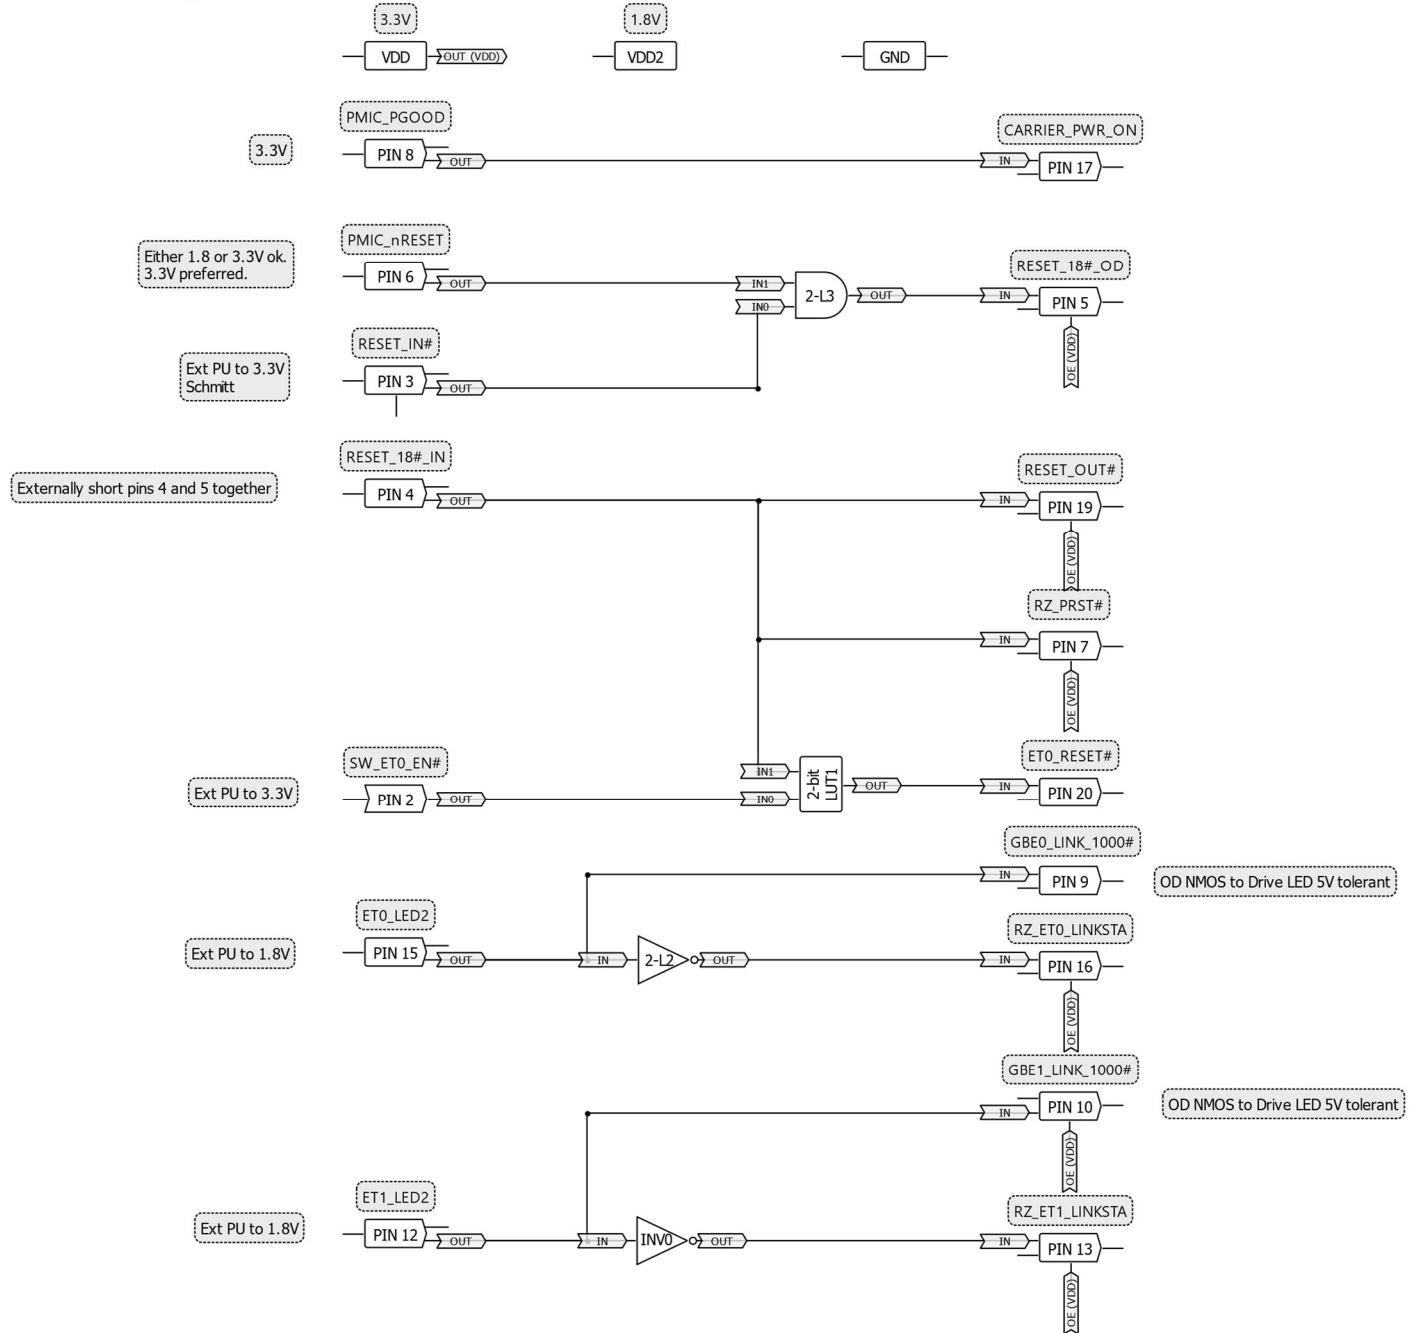 3.3V
1.8V
VDD
OUT (VDD)
VDD2
GND
PMIC_PGOOD
CARRIER_PWR_ON
3.3V
PIN 8
OUT
IN
PIN 17
PMIC_nRESET
Either 1.8 or 3.3V ok.
3.3V preferred.
PIN 6
OUT
IN1
IN0
2-L3
OUT
RESET_18#_OD
IN
PIN 5
OE (VDD)
RESET_IN#
Ext PU to 3.3V
Schmitt
PIN 3
OUT
RESET_18#_IN
Externally short pins 4 and 5 together
PIN 4
OUT
RESET_OUT#
IN
PIN 19
OE (VDD)
RZ_PRST#
IN
PIN 7
OE (VDD)
SW_ET0_EN#
Ext PU to 3.3V
PIN 2
OUT
IN1
IN0
2-bit
LUT1
OUT
ET0_RESET#
IN
PIN 20
GBE0_LINK_1000#
IN
PIN 9
OD NMOS to Drive LED 5V tolerant
ET0_LED2
Ext PU to 1.8V
PIN 15
OUT
IN
2-L2
OUT
RZ_ET0_LINKSTA
IN
PIN 16
OE (VDD)
GBE1_LINK_1000#
IN
PIN 10
OE (VDD)
OD NMOS to Drive LED 5V tolerant
ET1_LED2
Ext PU to 1.8V
PIN 12
OUT
IN
INV0
OUT
RZ_ET1_LINKSTA
IN
PIN 13
OE (VDD)